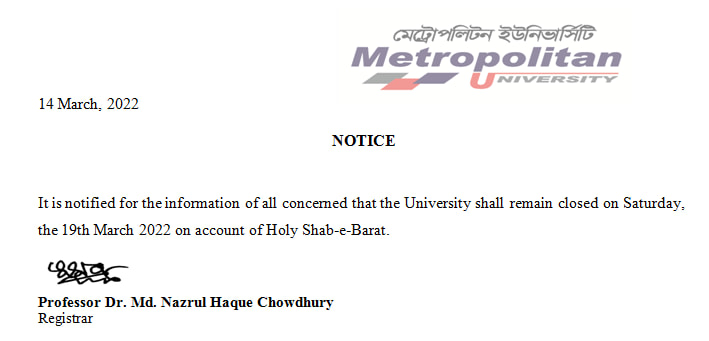 মেট্রোপলিটন ইউনিভার্সিটি
Metropolitan
UNIVERSITY
14 March, 2022
NOTICE
It is notified for the information of all concerned that the University shall remain closed on Saturday,
the 19th March 2022 on account of Holy Shab-e-Barat.
Professor Dr. Md. Nazrul Haque Chowdhury
Registrar